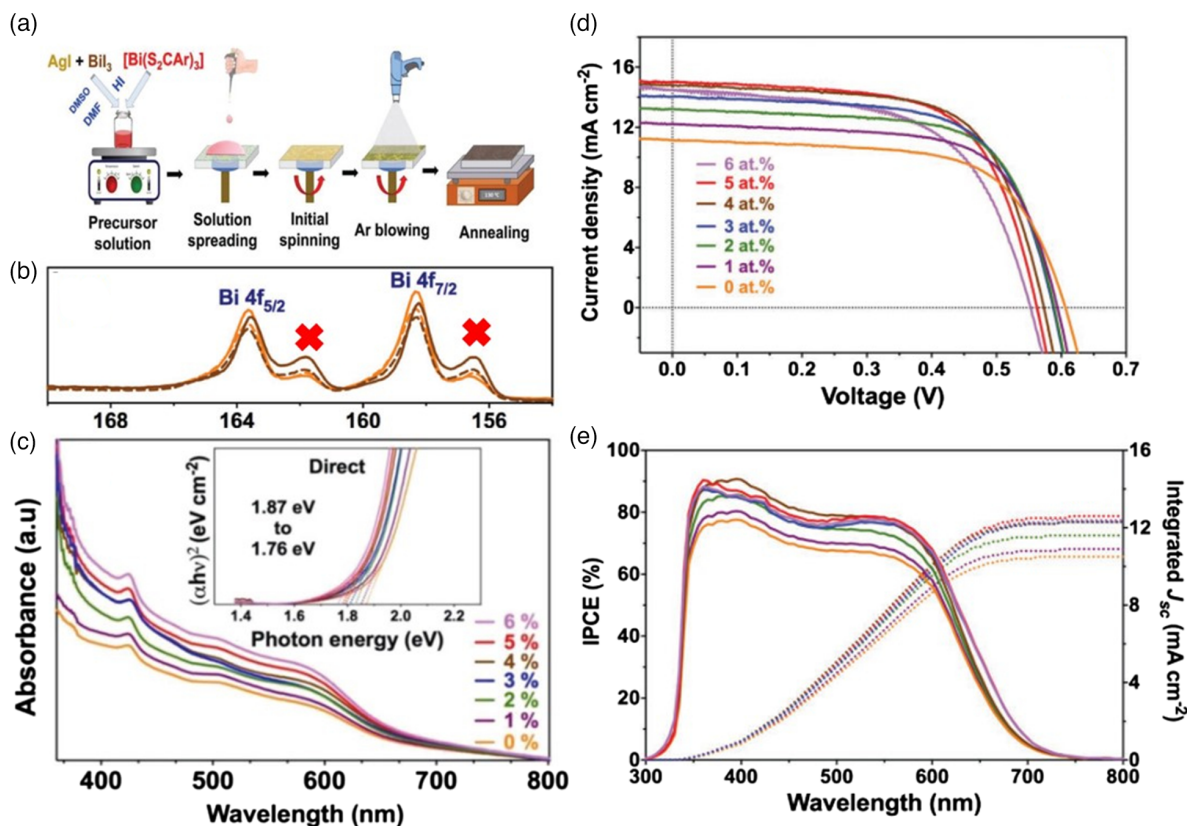 (a)
AgI + BiI3 [Bi(S2CAr)3]
DMSO
DMF
HI
Precursor
solution
Solution
spreading
Initial
spinning
Ar blowing
Annealing
(b)
Bi 4f5/2
Bi 4f7/2
168 164 160 156
(c)
Absorbance (a.u)
(αhν)2 (eV cm-2)
Direct
1.87 eV
to
1.76 eV
1.4 1.6 1.8 2.0 2.2
Photon energy (eV)
6 %
5 %
4 %
3 %
2 %
1 %
0 %
400 500 600 700 800
Wavelength (nm)
(d)
Current density (mA cm-2)
16
12
8
4
0
6 at.%
5 at.%
4 at.%
3 at.%
2 at.%
1 at.%
0 at.%
0.0 0.1 0.2 0.3 0.4 0.5 0.6 0.7
Voltage (V)
(e)
IPCE (%)
100
80
60
40
20
0
300 400 500 600 700 800
Wavelength (nm)
16
12
8
4
0
Integrated Jsc (mA cm-2)